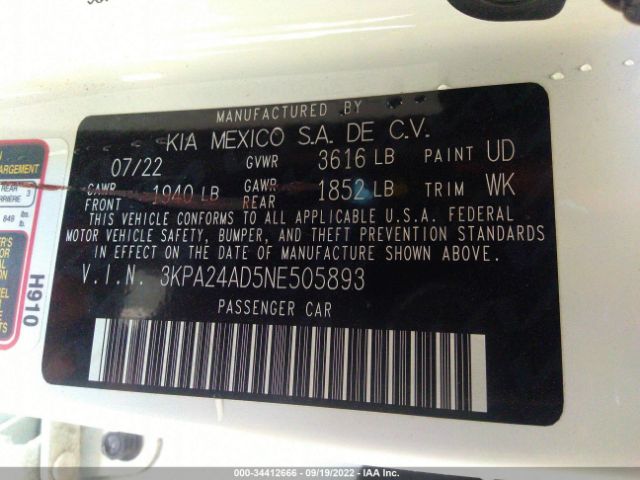 MANUFACTURED BY
KIA MEXICO S.A. DE C.V.
07/22 GVWR 3616 LB PAINT UD
GAWR FRONT 1940 LB GAWR REAR 1852 LB TRIM WK
THIS VEHICLE CONFORMS TO ALL APPLICABLE U.S.A. FEDERAL
MOTOR VEHICLE SAFETY, BUMPER, AND THEFT PREVENTION STANDARDS
IN EFFECT ON THE DATE OF MANUFACTURE SHOWN ABOVE.
V.I.N. 3KPA24AD5NE505893
PASSENGER CAR
H910
000-34412666 - 09/19/2022 - IAA Inc.